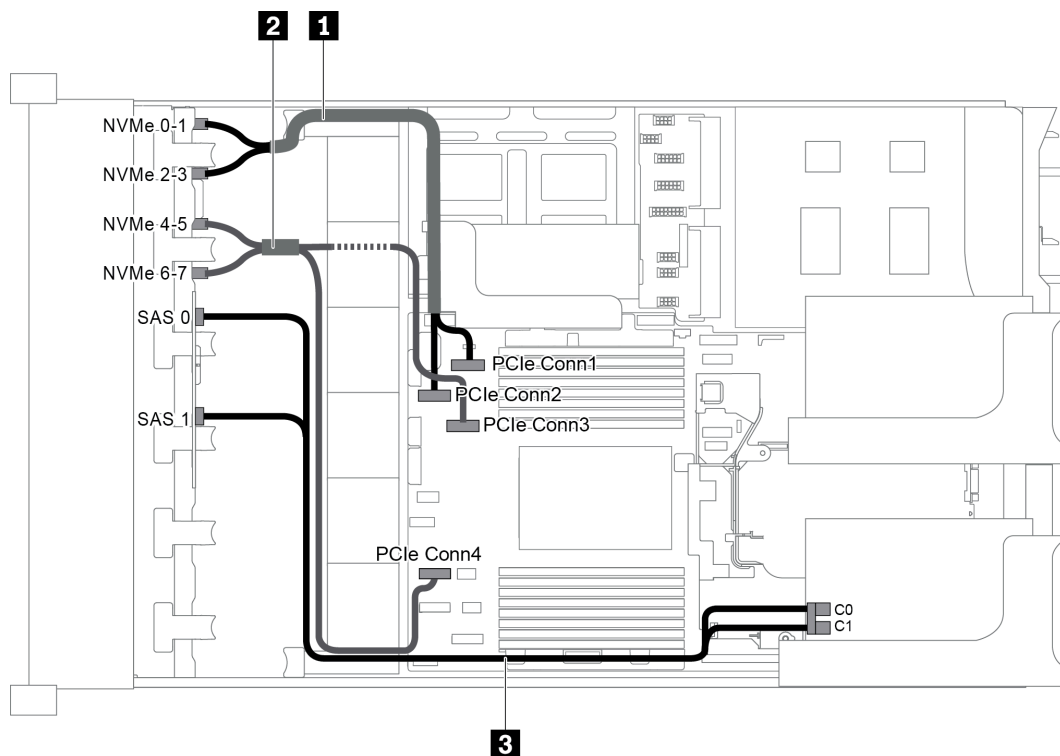 2
1
NVMe 0-1
NVMe 2-3
NVMe 4-5
NVMe 6-7
SAS 0
SAS 1
PCIe Conn1
PCIe Conn2
PCIe Conn3
PCIe Conn4
C0
C1
3